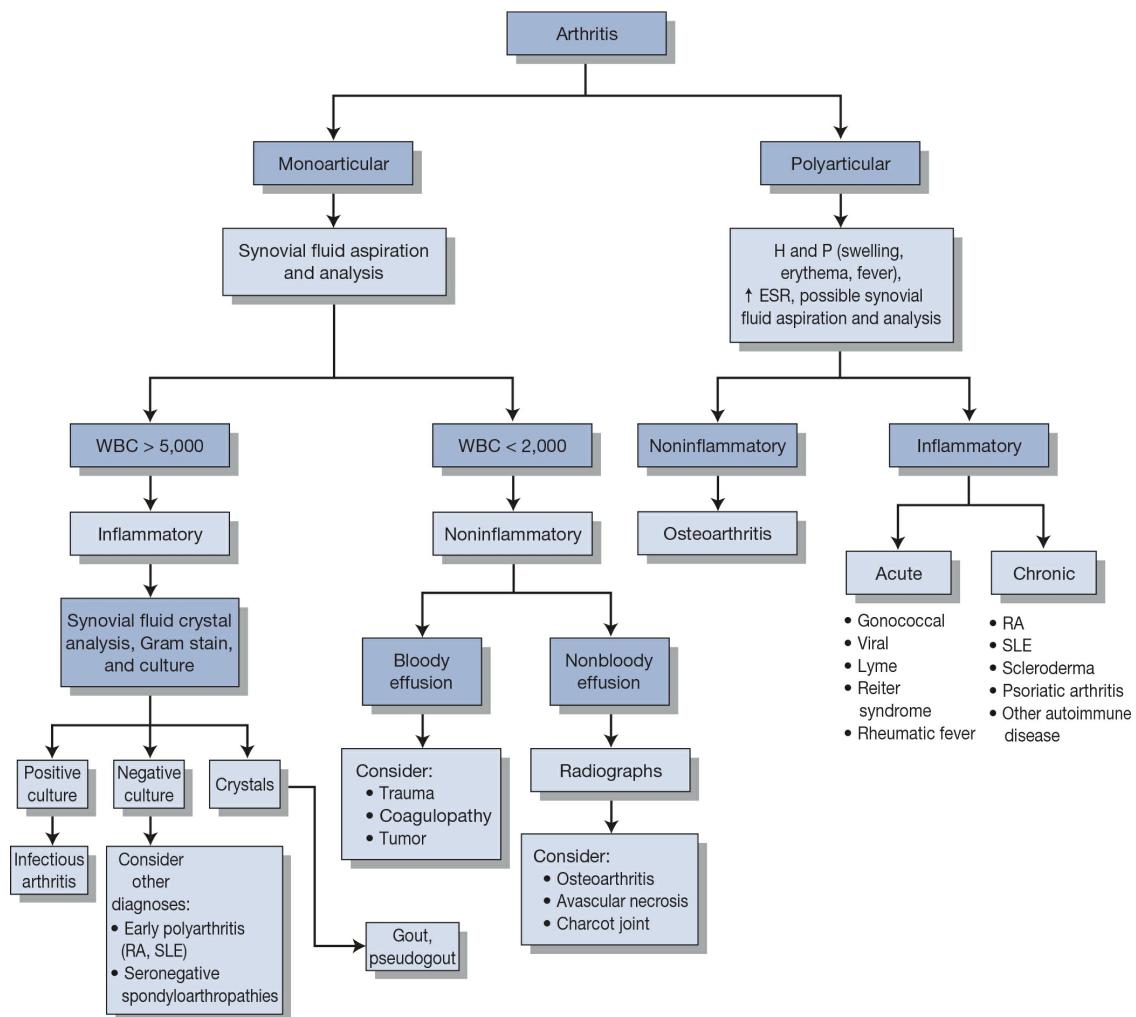 Arthritis
Monoarticular
Polyarticular
Synovial fluid aspiration
and analysis
H and P (swelling,
erythema, fever),
↑ ESR, possible synovial
fluid aspiration and analysis
WBC > 5,000
WBC < 2,000
Noninflammatory
Inflammatory
Inflammatory
Noninflammatory
Osteoarthritis
Acute
Chronic
• Gonococcal
• Viral
• Lyme
• Reiter
syndrome
• Rheumatic fever
• RA
• SLE
• Scleroderma
• Psoriatic arthritis
• Other autoimmune
disease
Synovial fluid crystal
analysis, Gram stain,
and culture
Bloody
effusion
Nonbloody
effusion
Positive
culture
Negative
culture
Crystals
Consider:
• Trauma
• Coagulopathy
• Tumor
Radiographs
Infectious
arthritis
Consider
other
diagnoses:
• Early polyarthritis
(RA, SLE)
• Seronegative
spondyloarthropathies
Gout,
pseudogout
Consider:
• Osteoarthritis
• Avascular necrosis
• Charcot joint